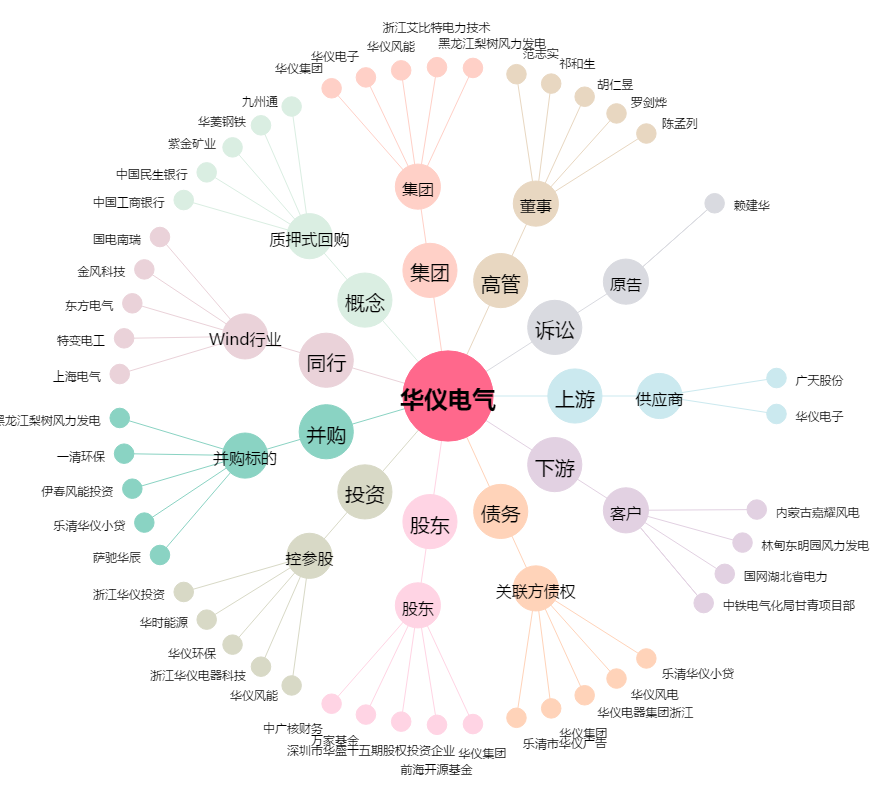 浙江艾比特电力技术
华仪风能
黑龙江梨树风力发电
华仪电子
范志实
华仪集团
祁和生
九州通
胡仁昱
华菱钢铁
罗剑烨
紫金矿业
陈孟列
中国民生银行
集团
中国工商银行
董事
赖建华
国电南瑞
质押式回购
金风科技
集团
高管
原告
东方电气
概念
诉讼
特变电工
Wind行业
同行
上海电气
华仪电气
上游
供应商
广天股份
华仪电子
黑龙江梨树风力发电
并购
一清环保
并购标的
下游
伊春风能投资
投资
内蒙古嘉耀风电
乐清华仪小贷
股东
债务
客户
林甸东明园风力发电
萨驰华辰
控参股
国网湖北省电力
浙江华仪投资
关联方债权
中铁电气化局甘青项目部
华时能源
股东
华仪环保
浙江华仪电器科技
乐清华仪小贷
华仪风能
华仪风电
华仪电器集团浙江
中广核财务
华仪集团
万家基金
乐清市华仪广告
深圳市华盛十五期股权投资企业
华仪集团
前海开源基金